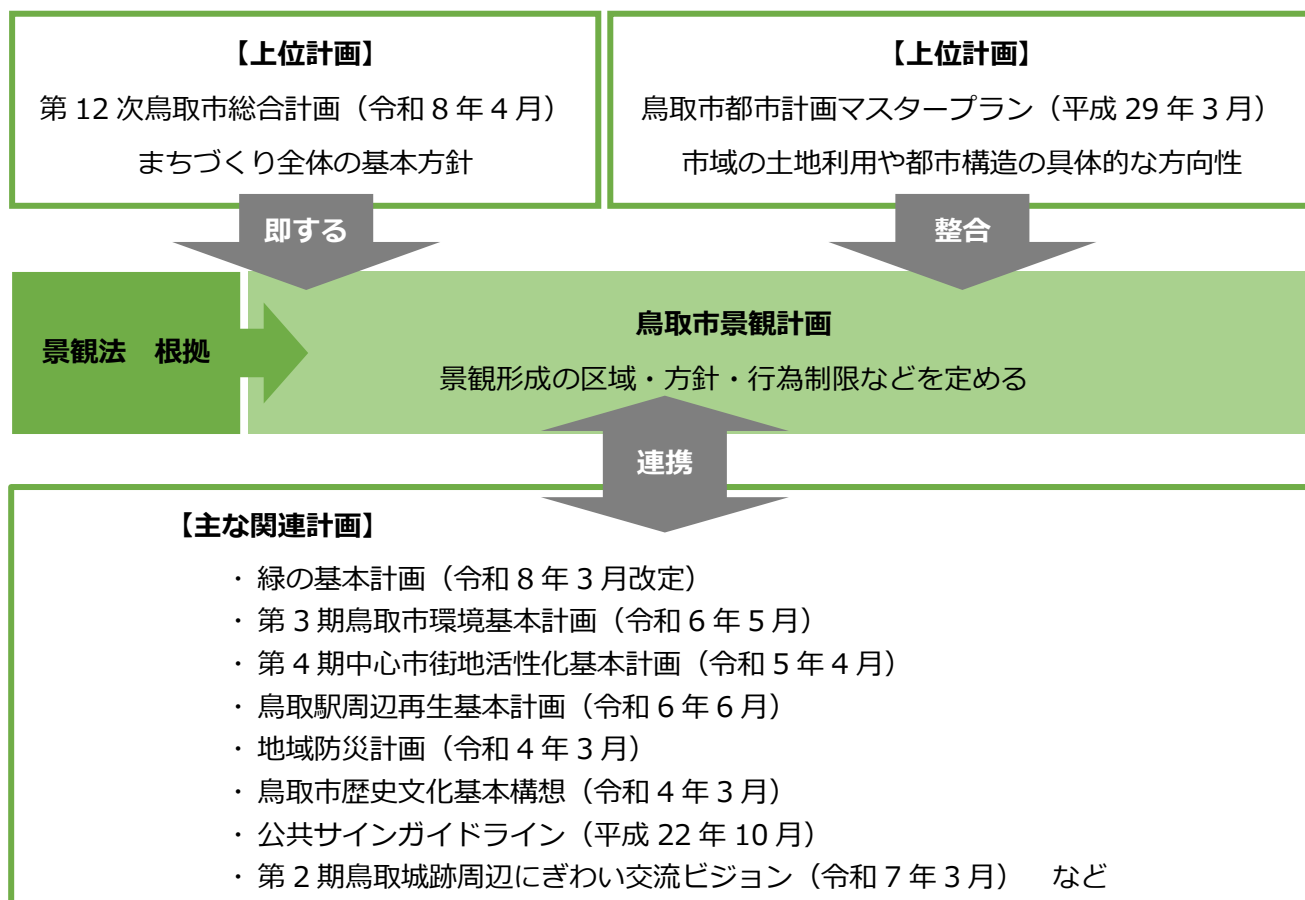 【上位計画】
第 12 次鳥取市総合計画（令和８年４月）
まちづくり全体の基本方針
【上位計画】
鳥取市都市計画マスタープラン（平成 29 年３月）
市域の土地利用や都市構造の具体的な方向性
即する
整合
景観法　根拠
鳥取市景観計画
景観形成の区域・方針・行為制限などを定める
連携
【主な関連計画】
・緑の基本計画（令和８年３月改定）
・第３期鳥取市環境基本計画（令和６年５月）
・第４期中心市街地活性化基本計画（令和５年４月）
・鳥取駅周辺再生基本計画（令和６年６月）
・地域防災計画（令和４年３月）
・鳥取市歴史文化基本構想（令和４年３月）
・公共サインガイドライン（平成 22 年 10 月）
・第２期鳥取城跡周辺にぎわい交流ビジョン（令和７年３月）　など